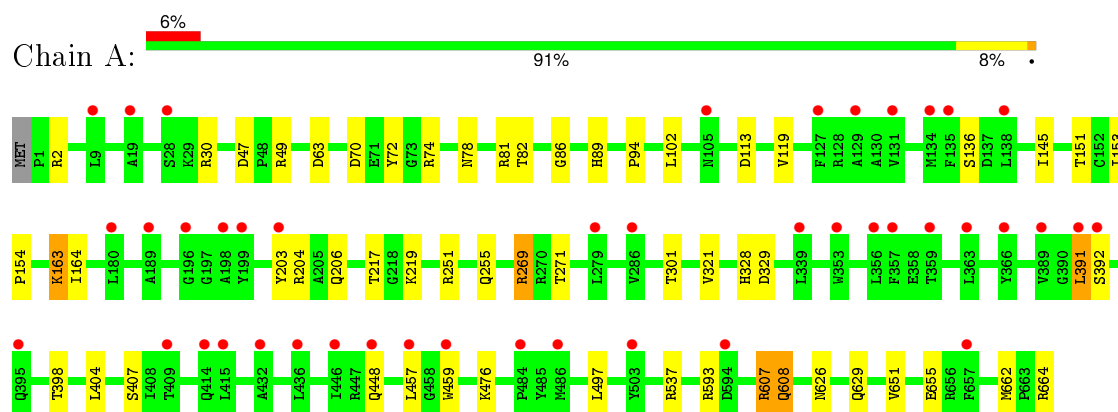 6%
Chain A:
91% 8% •
MET P1 R2 L9 A19 S28 K29 R30 D47 P48 R49 D63 D70 E71 Y72 G73 R74 N78 R81 T82 G86 R89 P94 L102 N105 D113 V119 F127 R128 A129 A130 V131 M134 F135 S136 D137 L138 I145 T151 C152 I153
P154 K163 I164 L180 A189 G196 G197 A198 Y199 Y203 R204 A205 Q206 T217 G218 K219 R251 Q255 R269 R270 T271 L279 V286 T301 V321 H328 D329 L339 W353 L356 F357 E358 T359 L363 Y366 V389 G390 L391 S392
Q395 T398 L404 S407 I408 T409 Q414 L415 A432 L436 I446 R447 Q448 L457 G458 W459 K476 P484 Y485 M486 L497 Y503 R537 R593 D594 R607 Q608 N626 Q629 V651 E655 R656 F657 M662 P663 R664